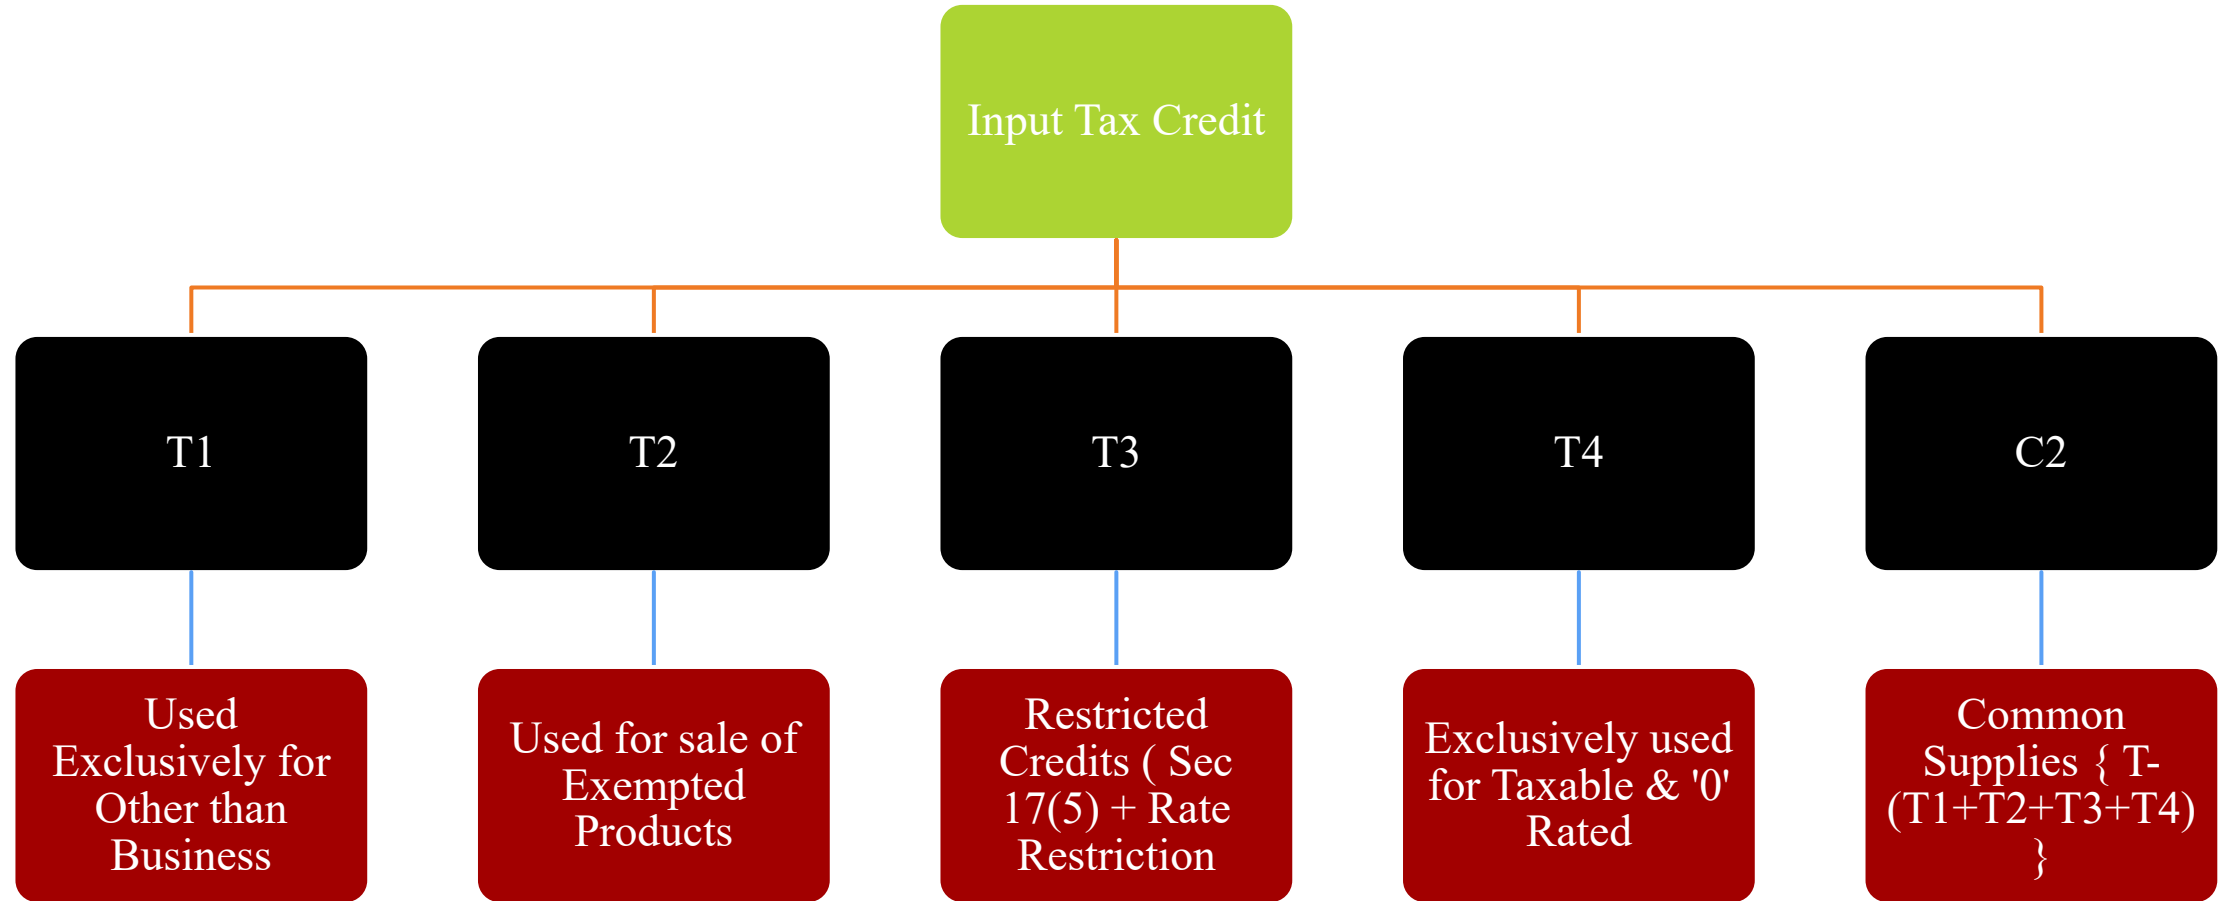 Input Tax Credit
T1
T2
T3
T4
C2
Used
Exclusively for
Other than
Business
Used for sale of
Exempted
Products
Restricted
Credits ( Sec
17(5) + Rate
Restriction
Exclusively used
for Taxable & '0'
Rated
Common
Supplies { T-
(T1+T2+T3+T4)
}